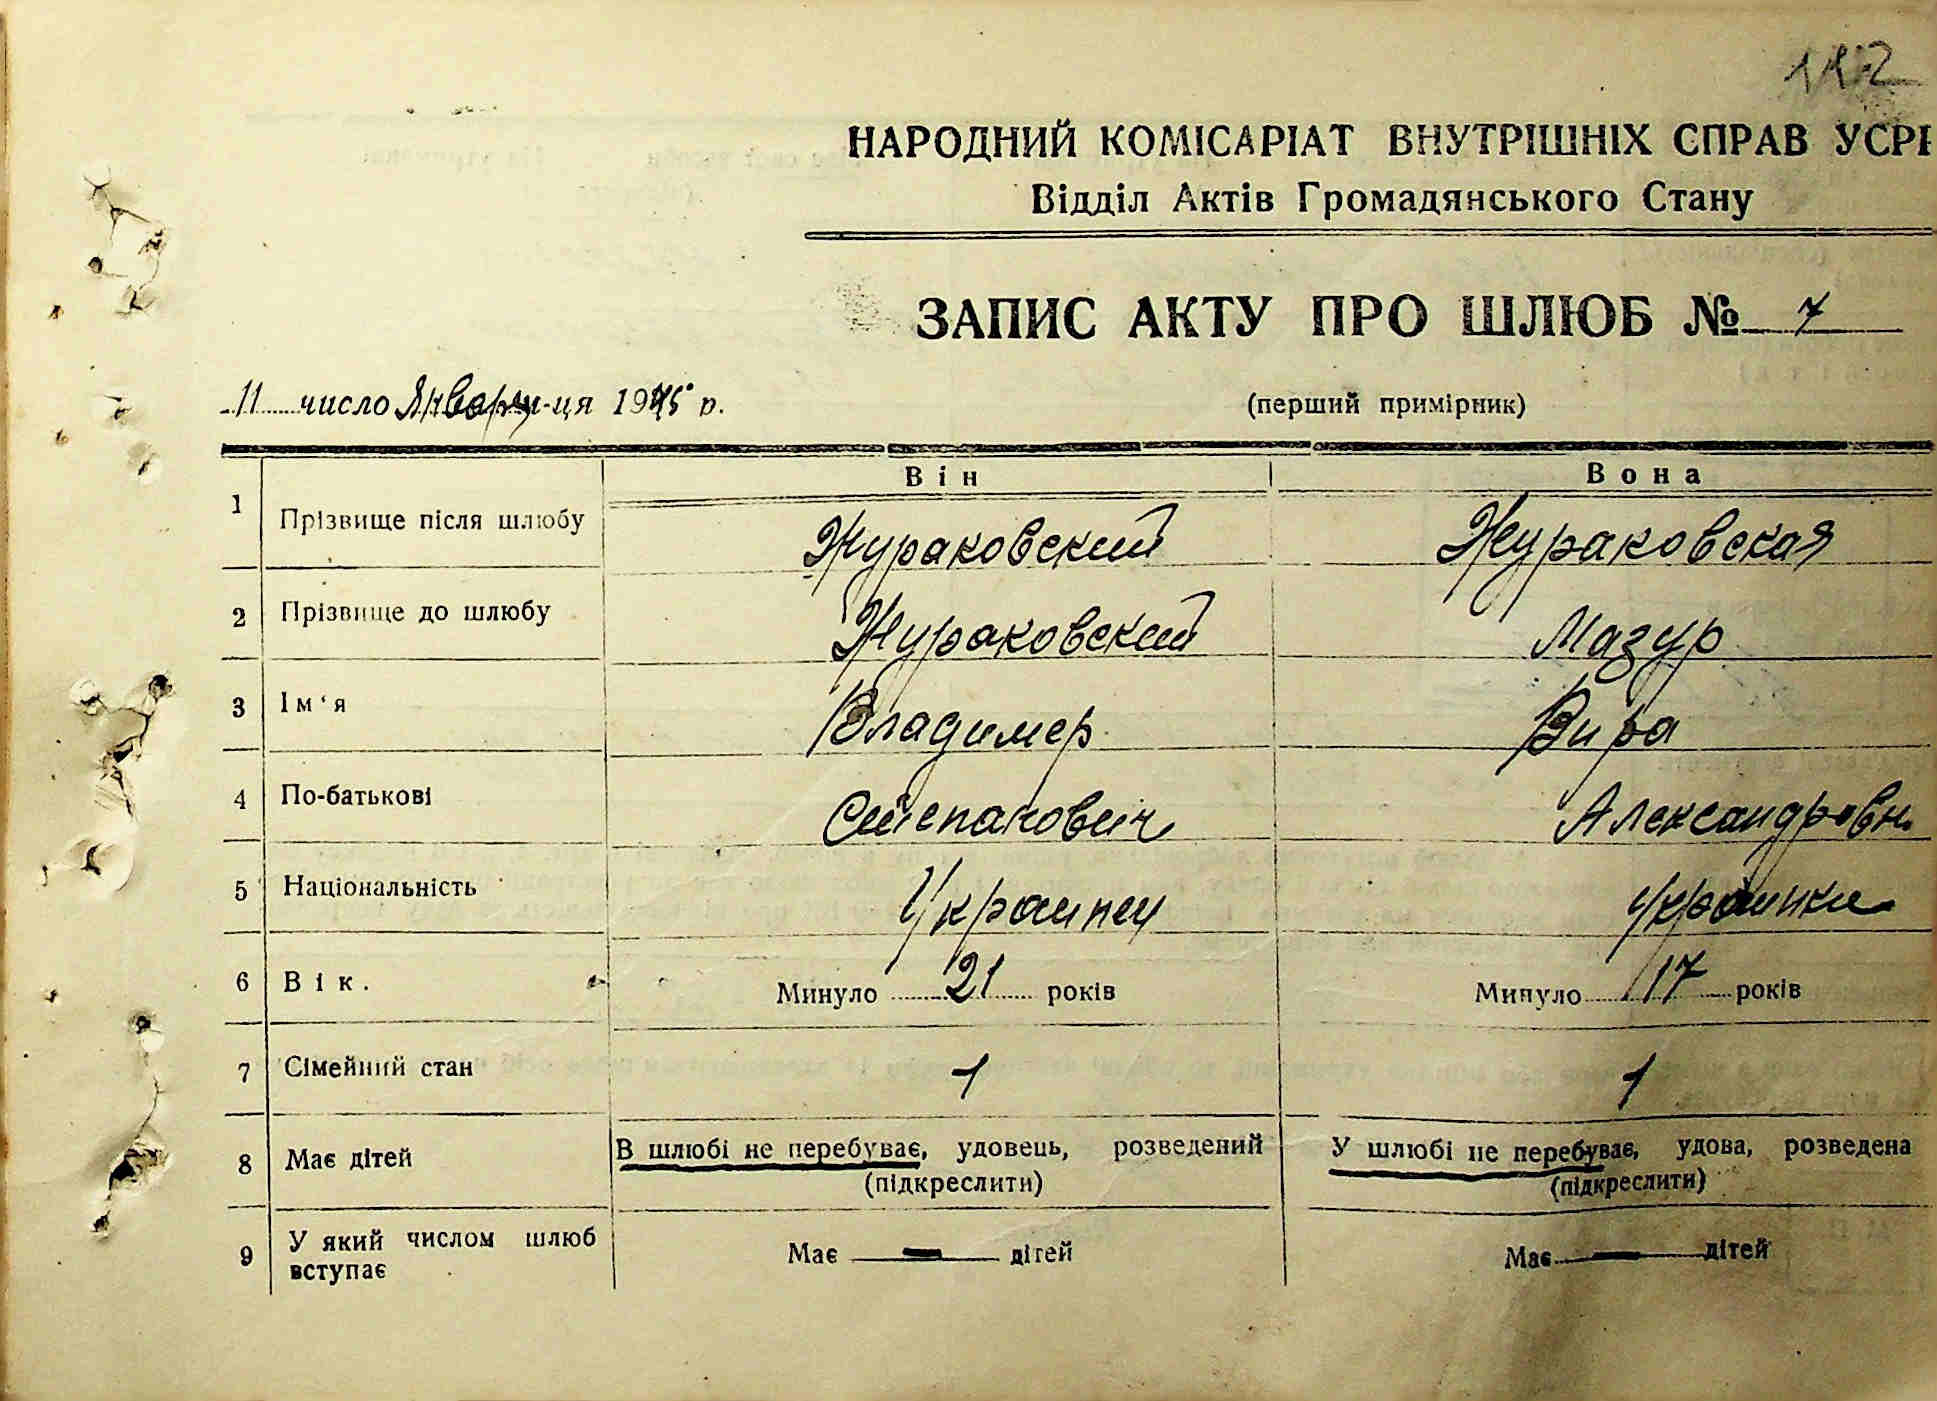 112
НАРОДНИЙ КОМІСАРІАТ ВНУТРІШНІХ СПРАВ УСРР
Відділ Актів Громадянського Стану
ЗАПИС АКТУ ПРО ШЛЮБ № 7
11 число Января-ця 1945 р. (перший примірник)
Він Вона
1 Прізвище після шлюбу Жураковский Жураковская
2 Прізвище до шлюбу Жураковский Мазур
3 Ім'я Владимер Вира
4 По-батькові Степанович Александровн.
5 Національність Украинец украинка
6 Вік. Минуло 21 років Минуло 17 років
7 Сімейний стан 1 1
8 Має дітей В шлюбі не перебуває, удовець, розведений У шлюбі не перебуває, удова, розведена
(підкреслити) (підкреслити)
9 У який числом шлюб вступає Має — дітей Має — дітей